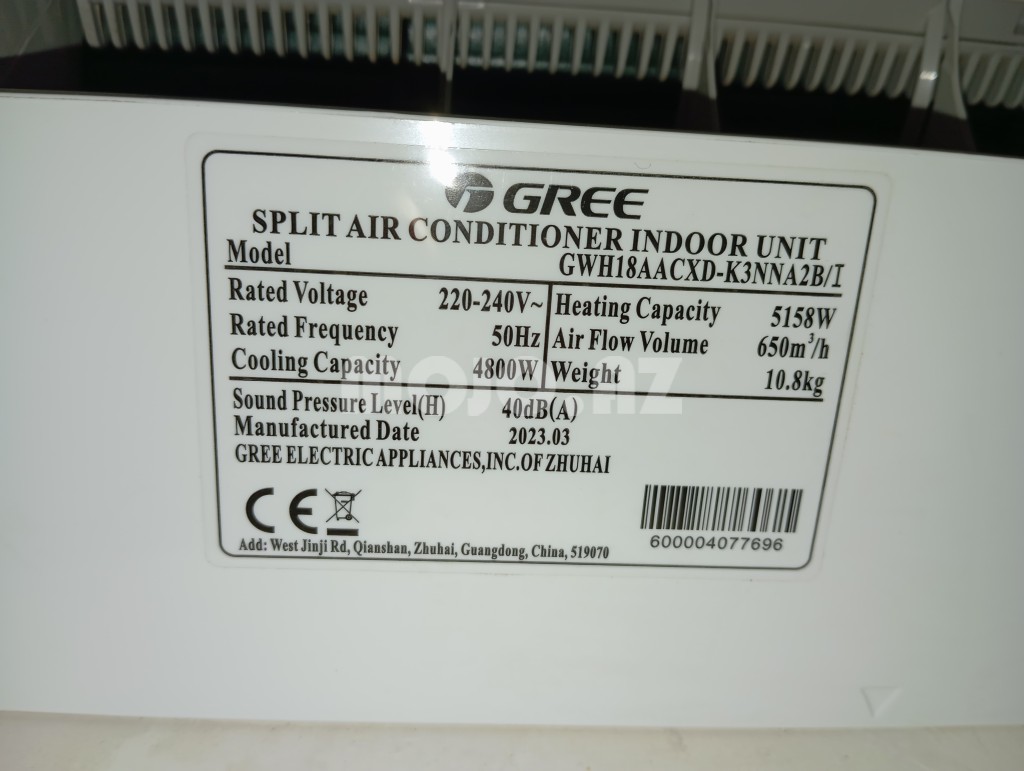 GREE
SPLIT AIR CONDITIONER INDOOR UNIT
Model GWH18AACXD-K3NNA2B/I
Rated Voltage 220-240V~ Heating Capacity 5158W
Rated Frequency 50Hz Air Flow Volume 650m³/h
Cooling Capacity 4800W Weight 10.8kg
Sound Pressure Level(H) 40dB(A)
Manufactured Date 2023.03
GREE ELECTRIC APPLIANCES,INC.OF ZHUHAI
CE
600004077696
Add: West Jinji Rd, Qianshan, Zhuhai, Guangdong, China, 519070